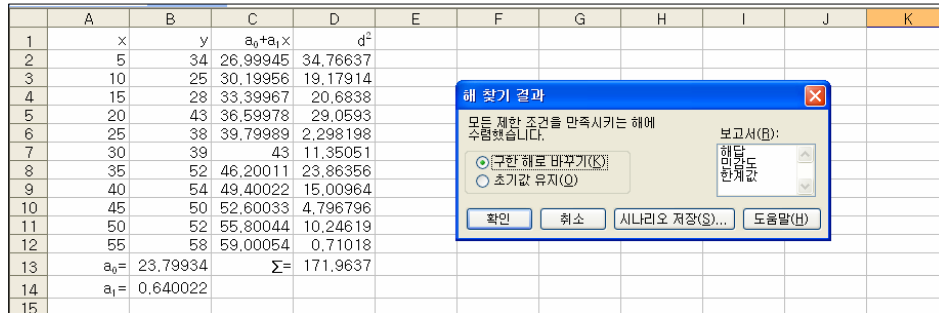 A B C D E F G H I J K
1 x y a₀+a₁x d²
2 5 34 26,99945 34,76637
3 10 25 30,19956 19,17914
4 15 28 33,39967 20,6838
5 20 43 36,59978 29,0593
6 25 38 39,79989 2,298198
7 30 39 43 11,35051
8 35 52 46,20011 23,86356
9 40 54 49,40022 15,00964
10 45 50 52,60033 4,796796
11 50 52 55,80044 10,24619
12 55 58 59,00054 0,71018
13 a₀= 23,79934 Σ= 171,9637
14 a₁= 0,640022
15
해 찾기 결과
모든 제한 조건을 만족시키는 해에
수렴했습니다.
보고서(R):
해답
민감도
한계값
구한 해로 바꾸기(K)
초기값 유지(O)
확인 취소 시나리오 저장(S)... 도움말(H)